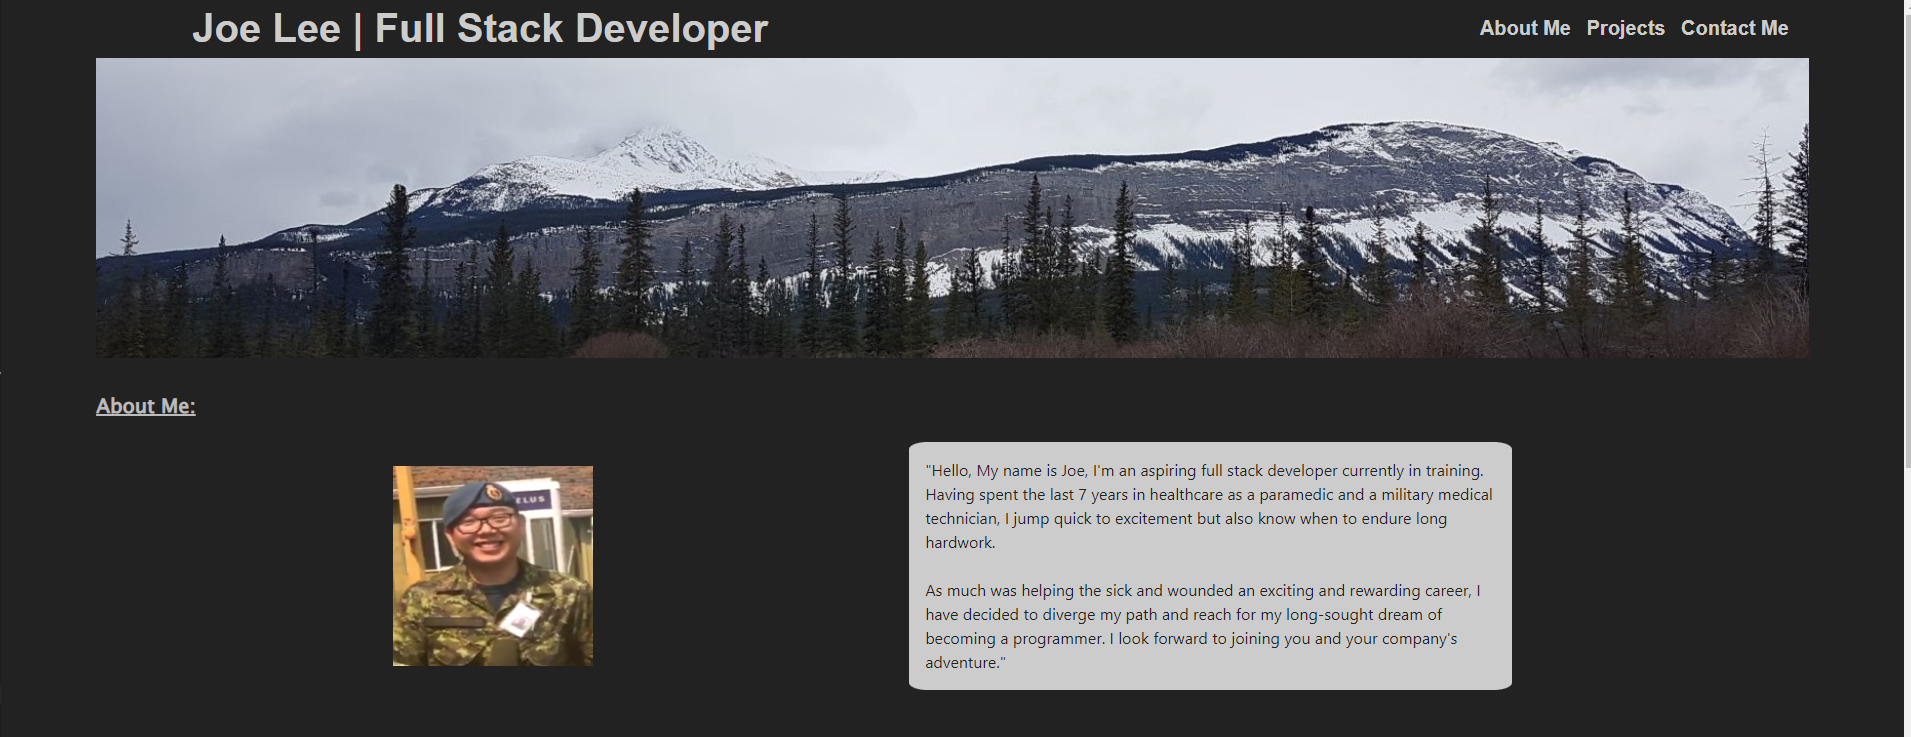 Joe Lee | Full Stack Developer
About Me Projects Contact Me
About Me:
ELUS
"Hello, My name is Joe, I'm an aspiring full stack developer currently in training.
Having spent the last 7 years in healthcare as a paramedic and a military medical
technician, I jump quick to excitement but also know when to endure long
hardwork.
As much was helping the sick and wounded an exciting and rewarding career, I
have decided to diverge my path and reach for my long-sought dream of
becoming a programmer. I look forward to joining you and your company's
adventure."